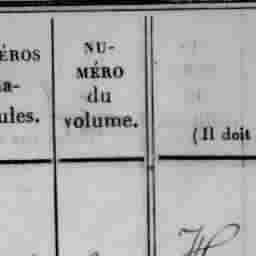 ÉROS
a-
ules.
NU-
MÉRO
du
volume.
(Il doit